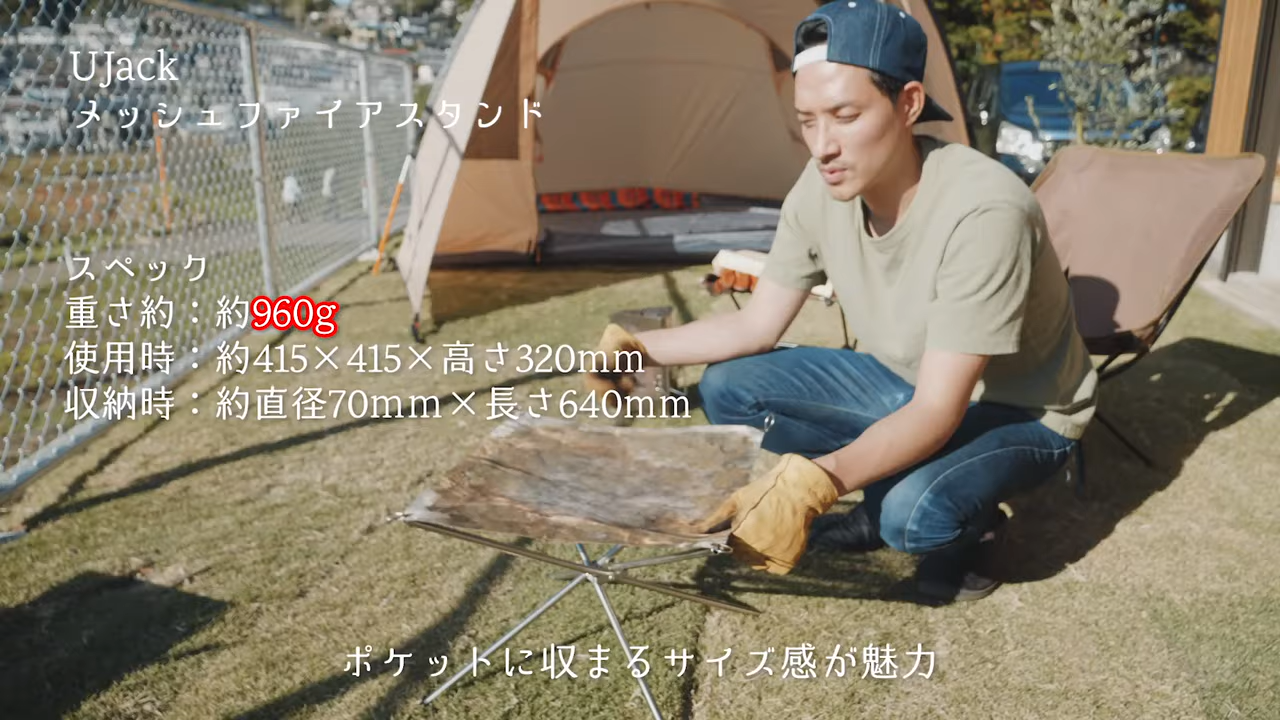 UJack
メッシュファイアスタンド
スペック
重さ約：約960g
使用時：約415×415×高さ320mm
収納時：約直径70mm×長さ640mm
ポケットに収まるサイズ感が魅力